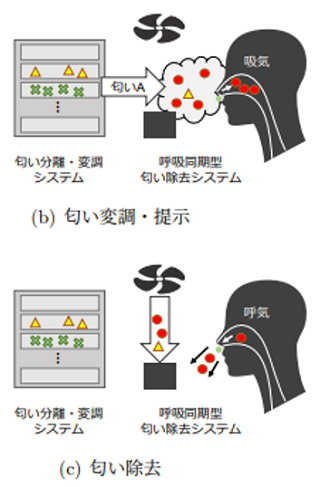 匂いA
吸気
匂い分離・変調
システム
呼吸同期型
匂い除去システム
(b) 匂い変調・提示
呼気
匂い分離・変調
システム
呼吸同期型
匂い除去システム
(c) 匂い除去